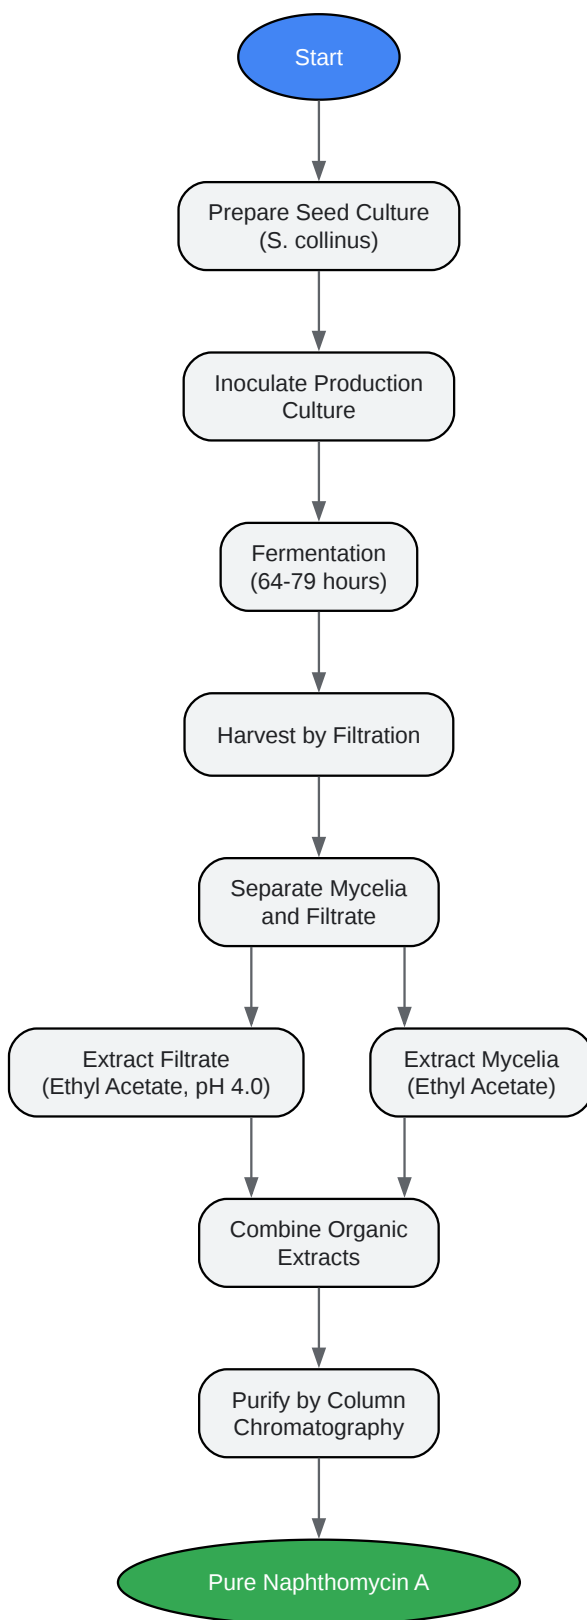 Start
Prepare Seed Culture
(S. collinus)
Inoculate Production
Culture
Fermentation
(64-79 hours)
Harvest by Filtration
Separate Mycelia
and Filtrate
Extract Filtrate
(Ethyl Acetate, pH 4.0)
Extract Mycelia
(Ethyl Acetate)
Combine Organic
Extracts
Purify by Column
Chromatography
Pure Naphthomycin A